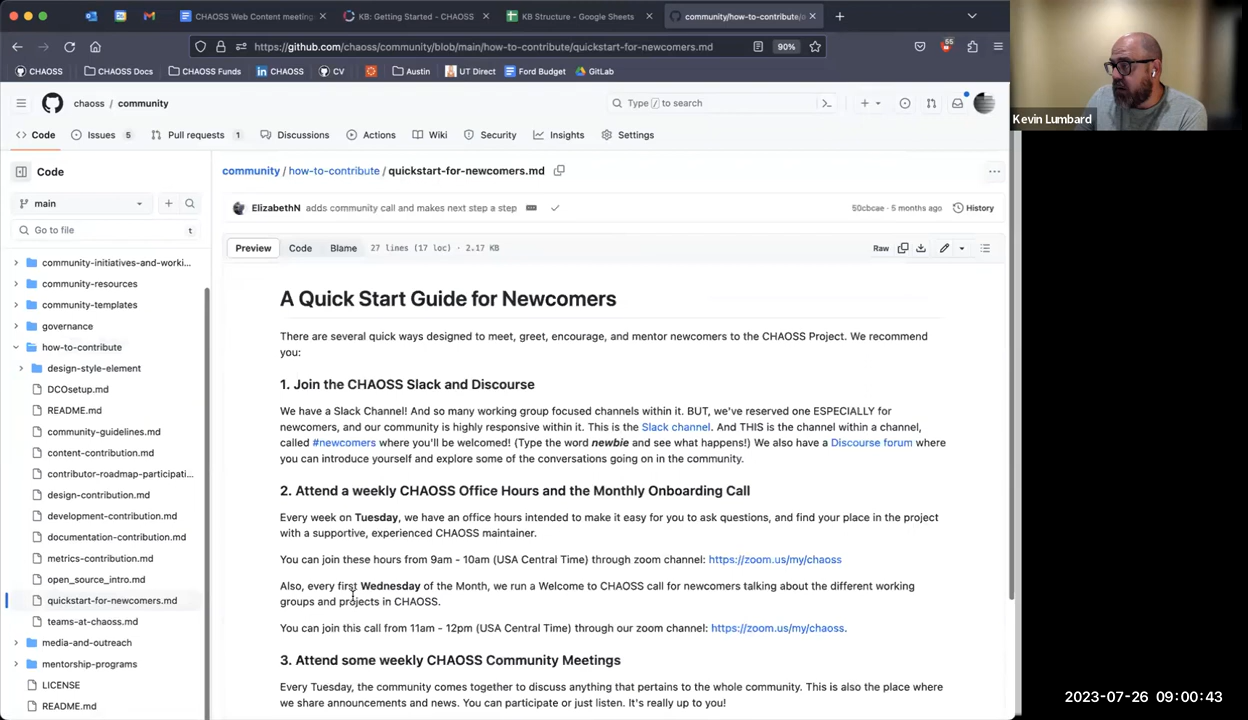 CHAOSS Web Content meeting
KB: Getting Started - CHAOSS
KB Structure - Google Sheets
community/how-to-contribute/
https://github.com/chaoss/community/blob/main/how-to-contribute/quickstart-for-newcomers.md
90%
CHAOSS
CHAOSS Docs
CHAOSS Funds
CHAOSS
CV
Austin
UT Direct
Ford Budget
GitLab
Kevin Lumbard
chaoss / community
Type / to search
Code
Issues 5
Pull requests 1
Discussions
Actions
Wiki
Security
Insights
Settings
Code
main
Go to file
t
community-initiatives-and-worki...
community-resources
community-templates
governance
how-to-contribute
design-style-element
DCOsetup.md
README.md
community-guidelines.md
content-contribution.md
contributor-roadmap-participati...
design-contribution.md
development-contribution.md
documentation-contribution.md
metrics-contribution.md
open_source_intro.md
quickstart-for-newcomers.md
teams-at-chaoss.md
media-and-outreach
mentorship-programs
LICENSE
README.md
community / how-to-contribute / quickstart-for-newcomers.md
ElizabethN adds community call and makes next step a step
50cbcae · 5 months ago
History
Preview
Code
Blame
27 lines (17 loc) · 2.17 KB
Raw
A Quick Start Guide for Newcomers
There are several quick ways designed to meet, greet, encourage, and mentor newcomers to the CHAOSS Project. We recommend
you:
1. Join the CHAOSS Slack and Discourse
We have a Slack Channel! And so many working group focused channels within it. BUT, we've reserved one ESPECIALLY for
newcomers, and our community is highly responsive within it. This is the Slack channel. And THIS is the channel within a channel,
called #newcomers where you'll be welcomed! (Type the word newbie and see what happens!) We also have a Discourse forum where
you can introduce yourself and explore some of the conversations going on in the community.
2. Attend a weekly CHAOSS Office Hours and the Monthly Onboarding Call
Every week on Tuesday, we have an office hours intended to make it easy for you to ask questions, and find your place in the project
with a supportive, experienced CHAOSS maintainer.
You can join these hours from 9am - 10am (USA Central Time) through zoom channel: https://zoom.us/my/chaoss
Also, every first Wednesday of the Month, we run a Welcome to CHAOSS call for newcomers talking about the different working
groups and projects in CHAOSS.
You can join this call from 11am - 12pm (USA Central Time) through our zoom channel: https://zoom.us/my/chaoss.
3. Attend some weekly CHAOSS Community Meetings
Every Tuesday, the community comes together to discuss anything that pertains to the whole community. This is also the place where
we share announcements and news. You can participate or just listen. It's really up to you!
2023-07-26 09:00:43